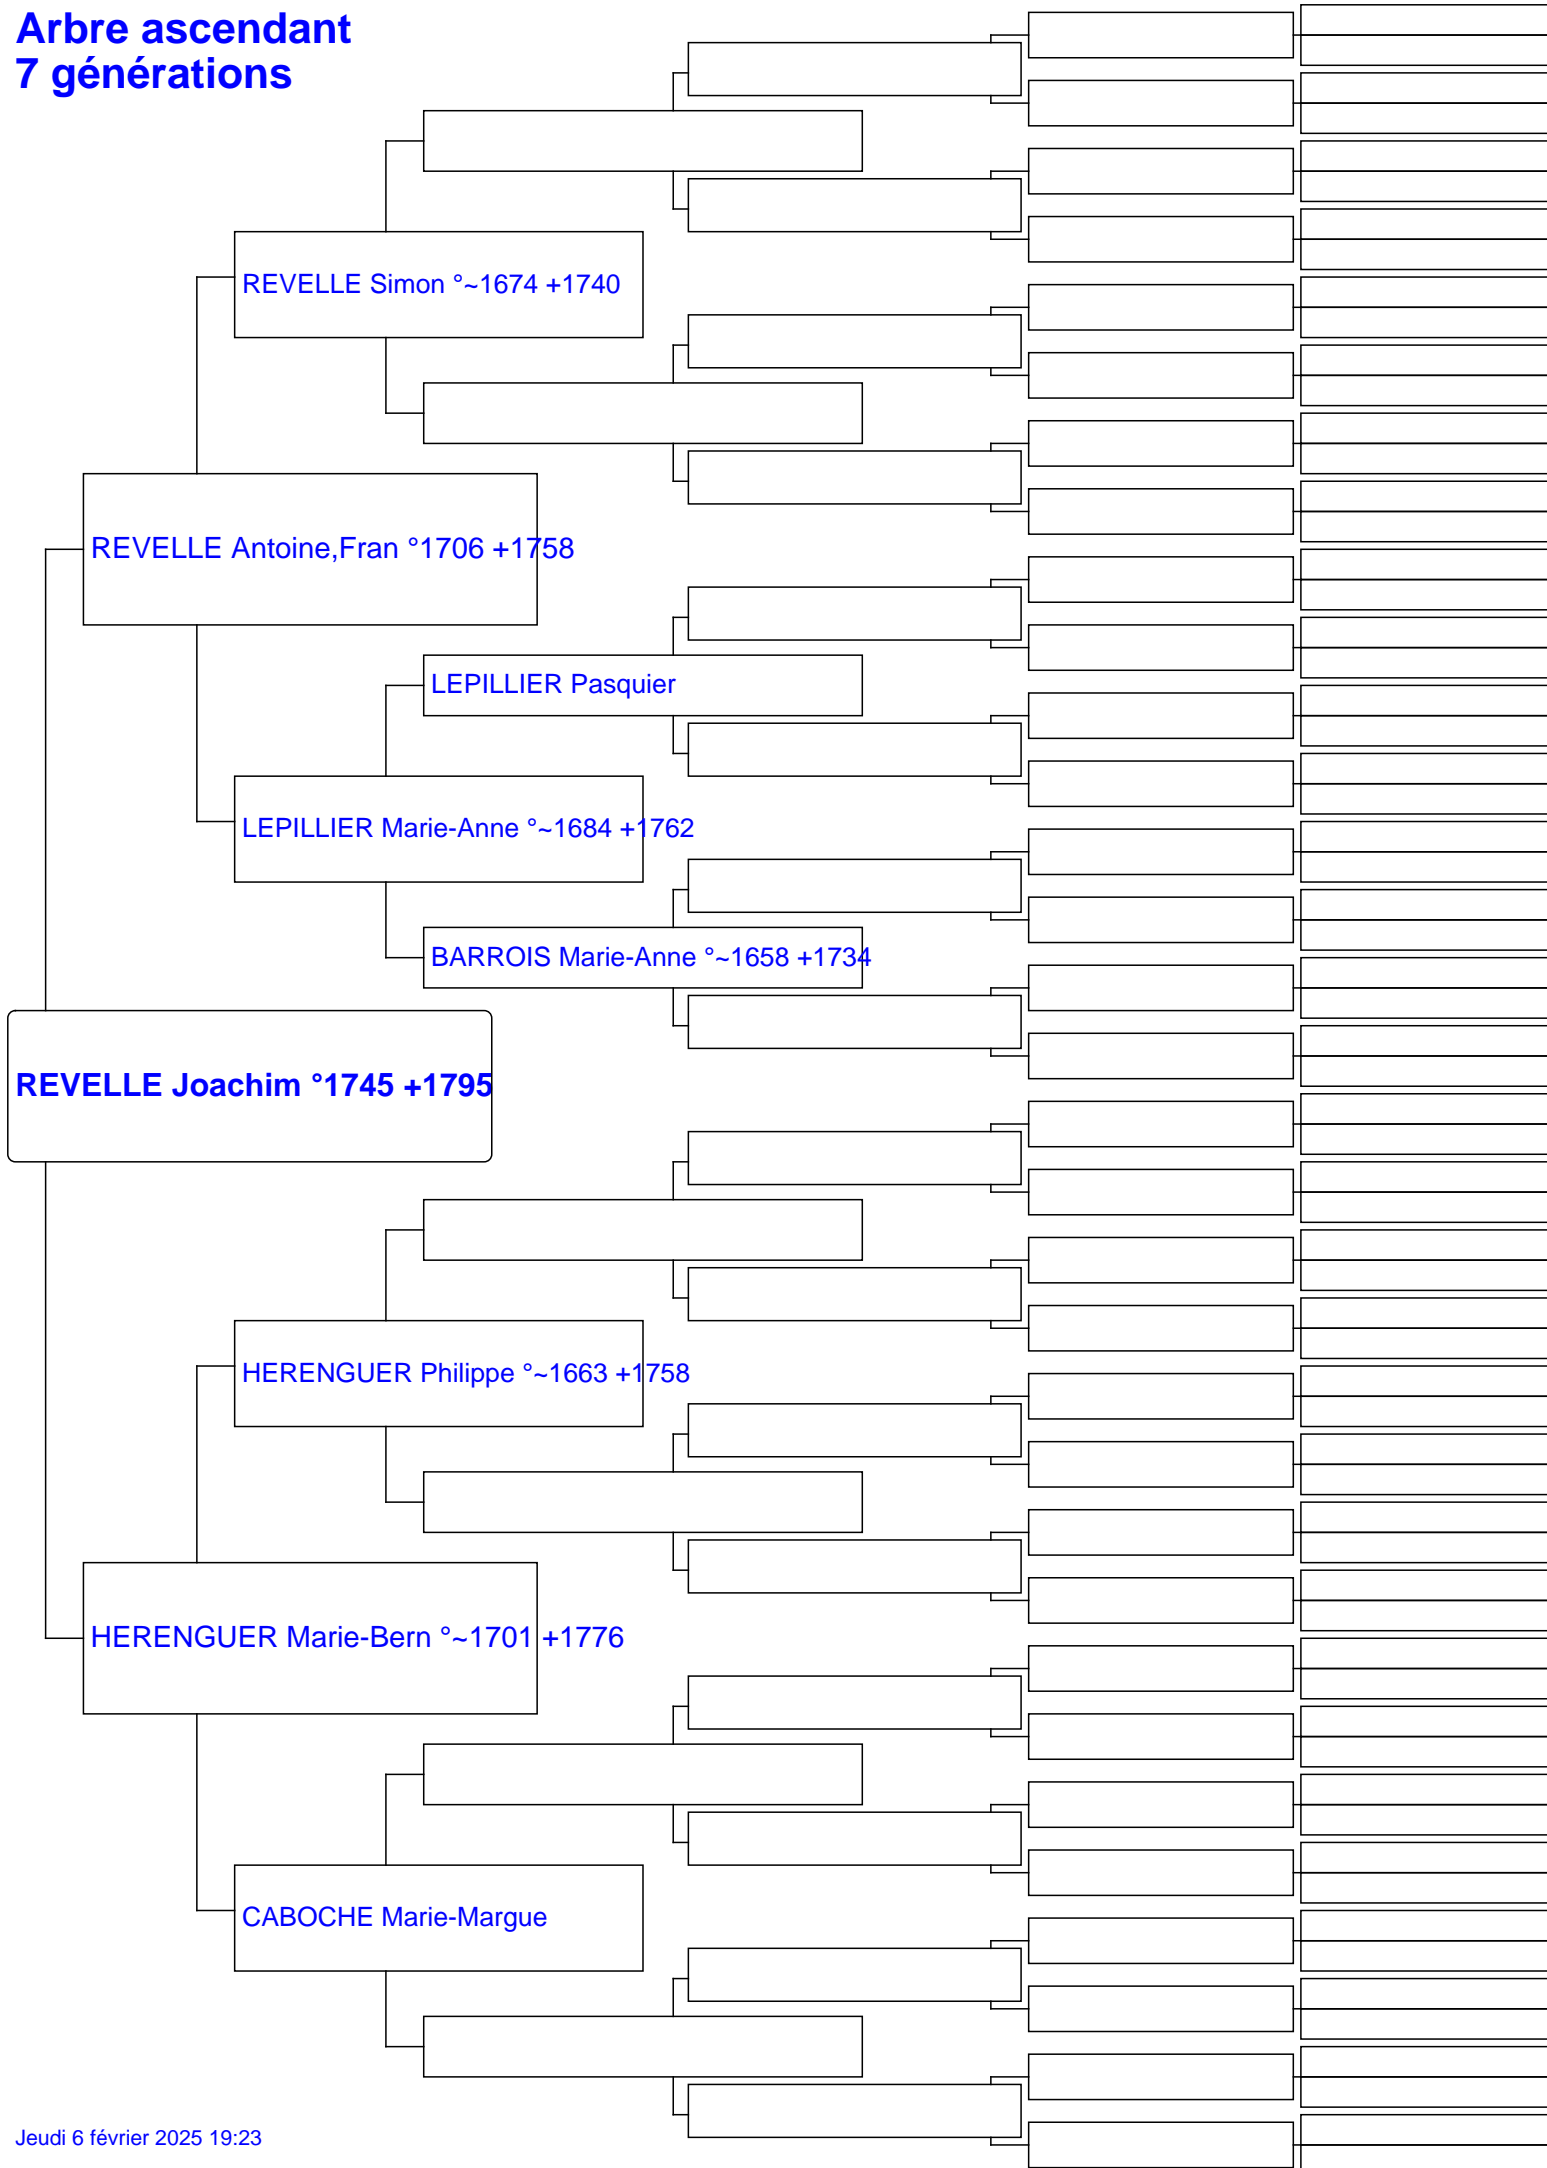 Arbre ascendant
7 générations
REVELLE Simon °~1674 +1740
REVELLE Antoine,Fran °1706 +1758
LEPILLIER Pasquier
LEPILLIER Marie-Anne °~1684 +1762
BARROIS Marie-Anne °~1658 +1734
REVELLE Joachim °1745 +1795
HERENGUER Philippe °~1663 +1758
HERENGUER Marie-Bern °~1701 +1776
CABOCHE Marie-Margue
Jeudi 6 février 2025 19:23